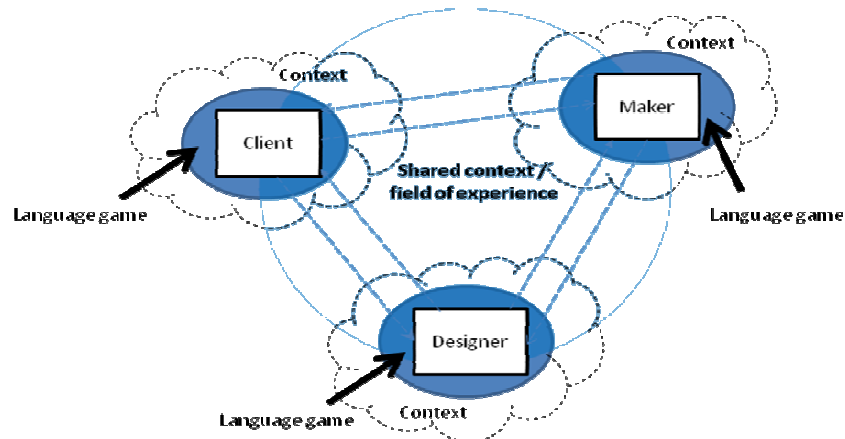 Context
Context
Maker
Client
Shared context /
field of experience
Language game
Language game
Designer
Context
Language game